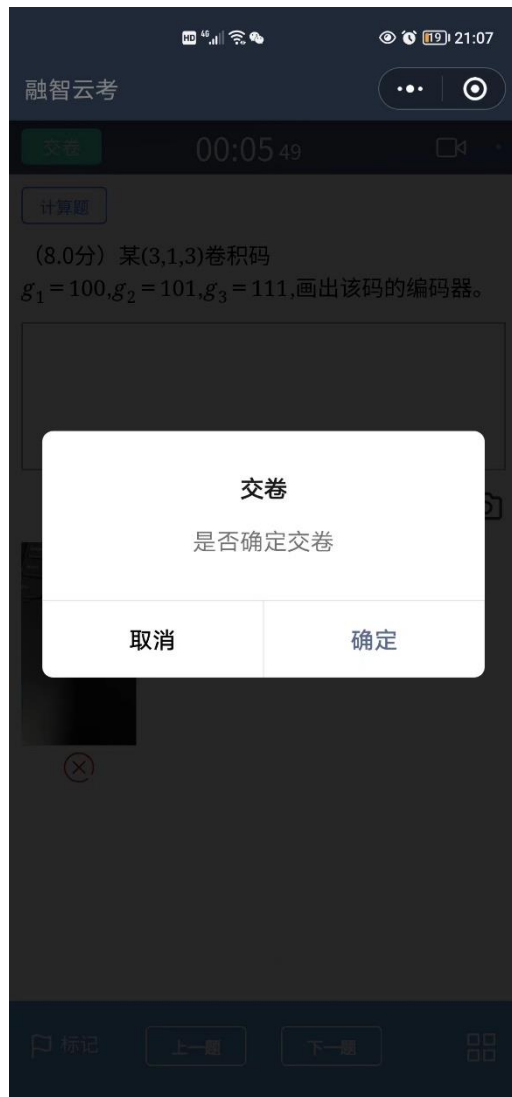 HD 46 19 21:07
融智云考
交卷 00:05 49
计算题
（8.0分）某(3,1,3)卷积码
g₁ = 100,g₂ = 101,g₃ = 111,画出该码的编码器。
交卷
是否确定交卷
取消 确定
标记 上一题 下一题